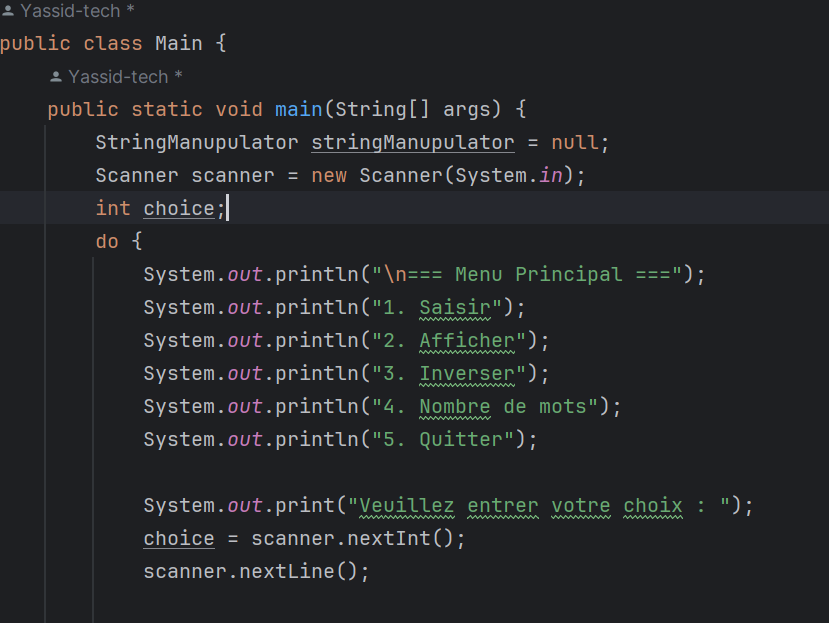 Yassid-tech *
public class Main {
Yassid-tech *
public static void main(String[] args) {
StringManupulator stringManupulator = null;
Scanner scanner = new Scanner(System.in);
int choice;
do {
System.out.println("\n=== Menu Principal ===");
System.out.println("1. Saisir");
System.out.println("2. Afficher");
System.out.println("3. Inverser");
System.out.println("4. Nombre de mots");
System.out.println("5. Quitter");
System.out.print("Veuillez entrer votre choix : ");
choice = scanner.nextInt();
scanner.nextLine();